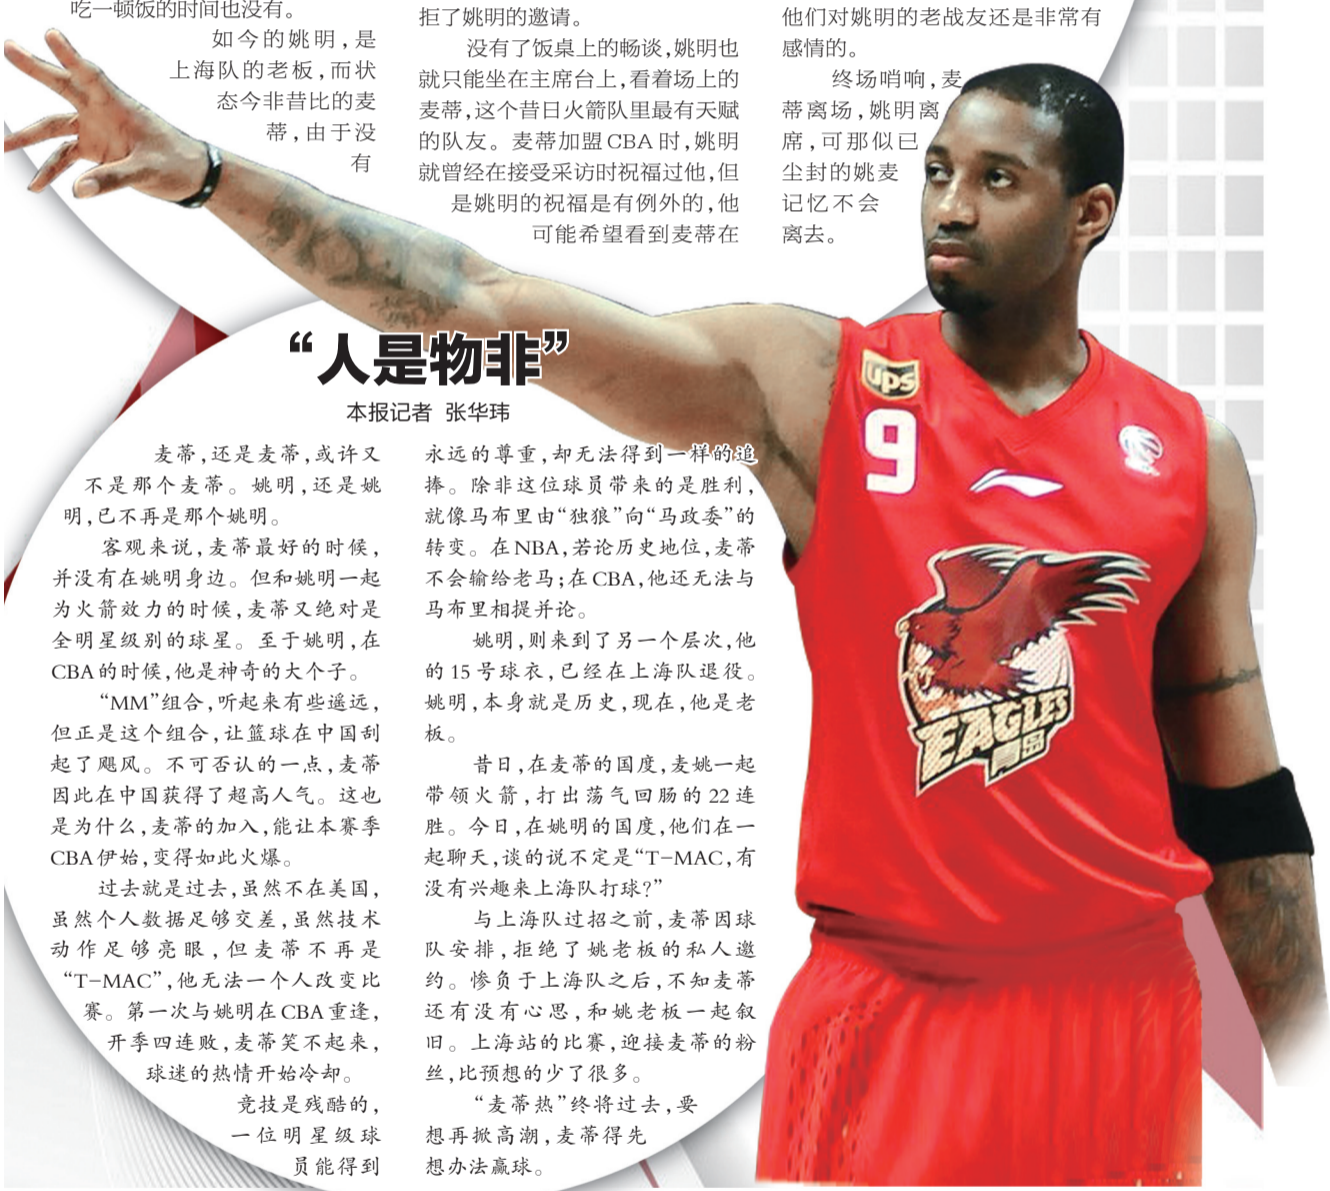 吃一顿饭的时间也没有。
如今的姚明,是
上海队的老板,而状
态今非昔比的麦
蒂,由于没
有
拒了姚明的邀请。
没有了饭桌上的畅谈,姚明也
就只能坐在主席台上,看着场上的
麦蒂,这个昔日火箭队里最有天赋
的队友。麦蒂加盟CBA时,姚明
就曾经在接受采访时祝福过他,但
是姚明的祝福是有例外的,他
可能希望看到麦蒂在
他们对姚明的老战友还是非常有
感情的。
终场哨响,麦
蒂离场,姚明离
席,可那似已
尘封的姚麦
记忆不会
离去。
“人是物非”
本报记者 张华玮
麦蒂,还是麦蒂,或许又
不是那个麦蒂。姚明,还是姚
明,已不再是那个姚明。
客观来说,麦蒂最好的时候,
并没有在姚明身边。但和姚明一起
为火箭效力的时候,麦蒂又绝对是
全明星级别的球星。至于姚明,在
CBA的时候,他是神奇的大个子。
“MM”组合,听起来有些遥远,
但正是这个组合,让篮球在中国刮
起了飓风。不可否认的一点,麦蒂
因此在中国获得了超高人气。这也
是为什么,麦蒂的加入,能让本赛季
CBA伊始,变得如此火爆。
过去就是过去,虽然不在美国,
虽然个人数据足够交差,虽然技术
动作足够亮眼,但麦蒂不再是
“T-MAC”,他无法一个人改变比
赛。第一次与姚明在CBA重逢,
开季四连败,麦蒂笑不起来,
球迷的热情开始冷却。
竞技是残酷的,
一位明星级球
员能得到
永远的尊重,却无法得到一样的追
捧。除非这位球员带来的是胜利,
就像马布里由“独狼”向“马政委”的
转变。在NBA,若论历史地位,麦蒂
不会输给老马;在CBA,他还无法与
马布里相提并论。
姚明,则来到了另一个层次,他
的15号球衣,已经在上海队退役。
姚明,本身就是历史,现在,他是老
板。
昔日,在麦蒂的国度,麦姚一起
带领火箭,打出荡气回肠的22连
胜。今日,在姚明的国度,他们在一
起聊天,谈的说不定是“T-MAC,有
没有兴趣来上海队打球?”
与上海队过招之前,麦蒂因球
队安排,拒绝了姚老板的私人邀
约。惨负于上海队之后,不知麦蒂
还有没有心思,和姚老板一起叙
旧。上海站的比赛,迎接麦蒂的粉
丝,比预想的少了很多。
“麦蒂热”终将过去,要
想再掀高潮,麦蒂得先
想办法赢球。
ups
9
EAGLES
青岛